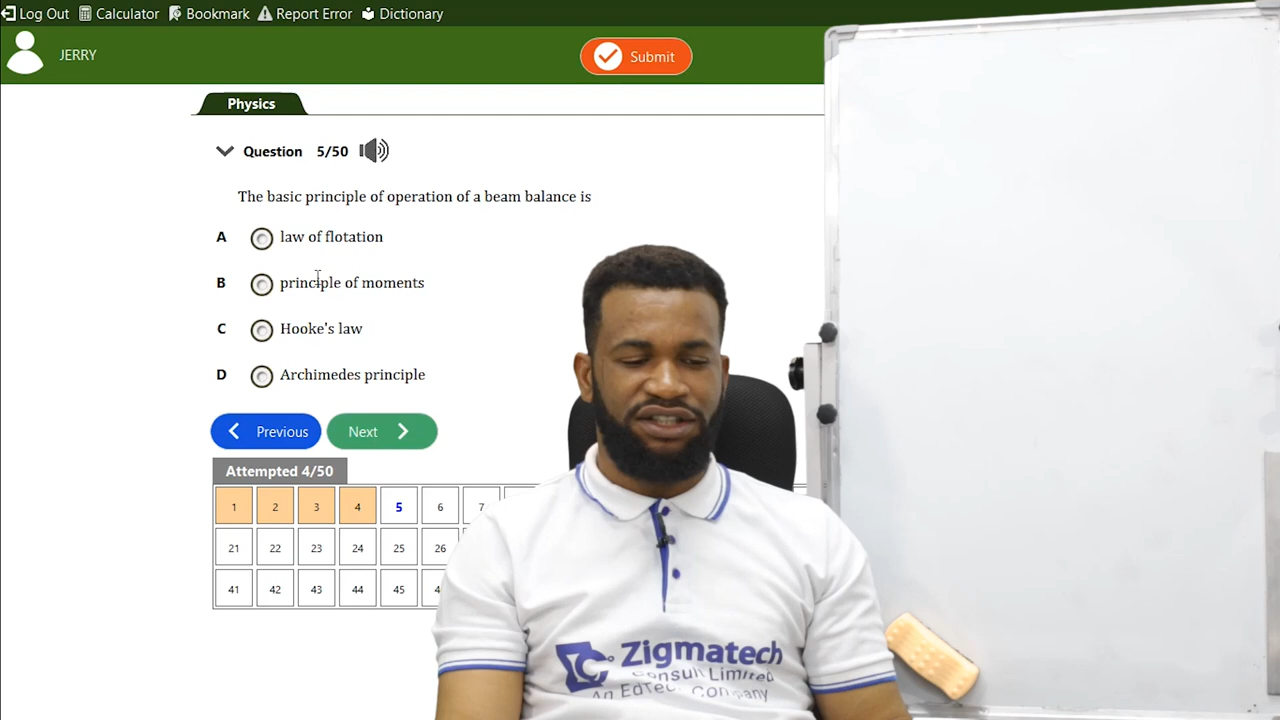 Log Out Calculator Bookmark Report Error Dictionary
JERRY
Submit
Physics
Question 5/50
The basic principle of operation of a beam balance is
A law of flotation
B principle of moments
C Hooke's law
D Archimedes principle
Previous Next
Attempted 4/50
1 2 3 4 5 6 7
21 22 23 24 25 26
41 42 43 44 45 4
Zigmatech
Consult Limited
An EdTech Company